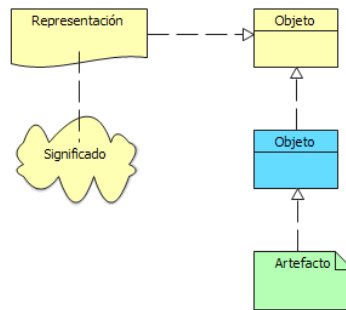 Representación
Objeto
Objeto
Significado
Artefacto